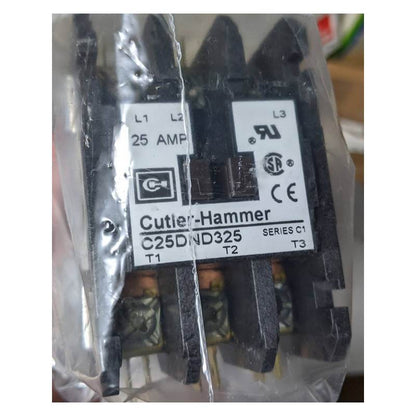 L1 L2 L3
25 AMP
Cutler-Hammer
C25DND325 SERIES C1
T1 T2 T3